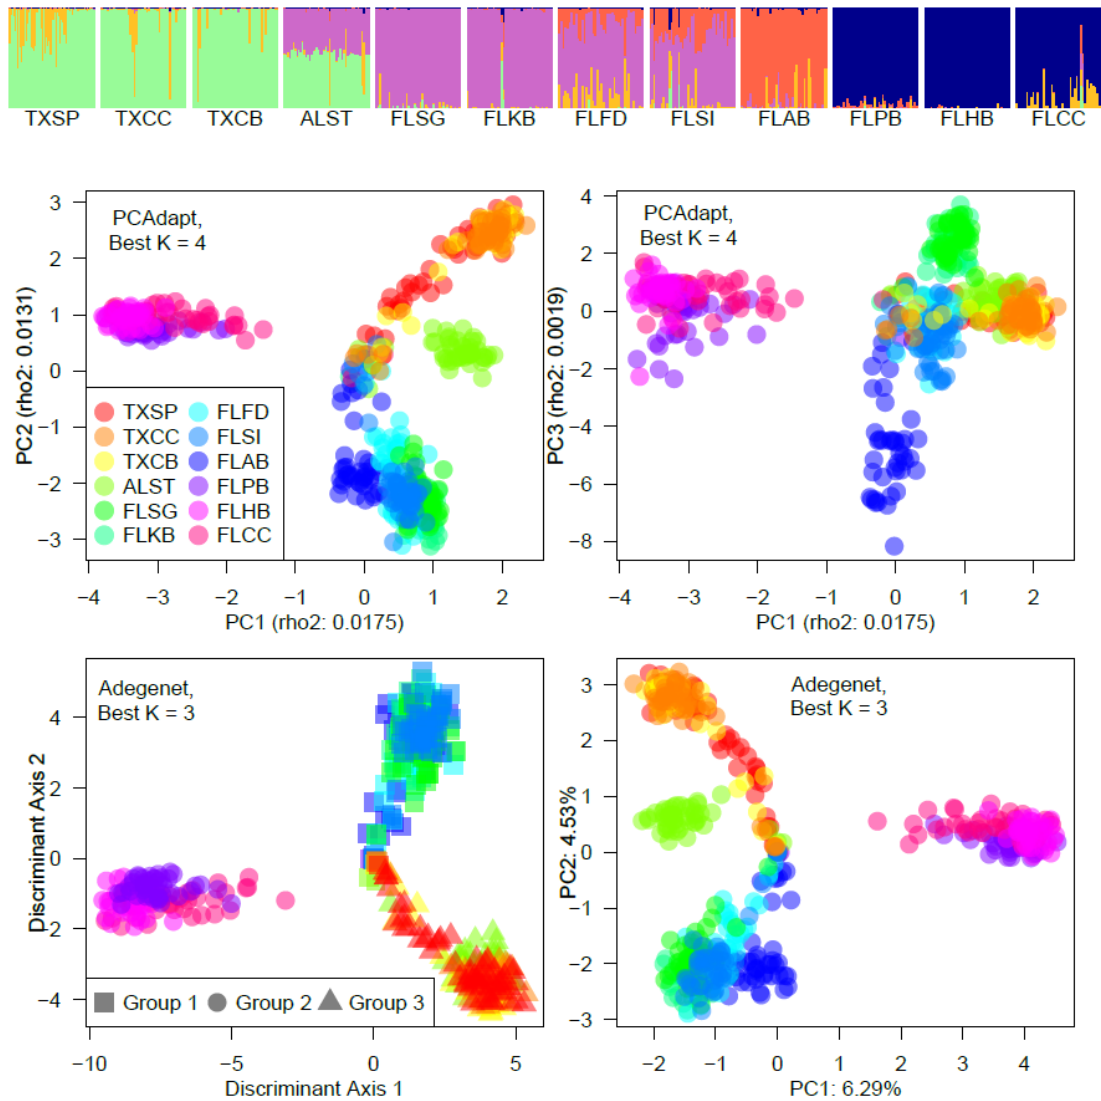 TXSP TXCC TXCB ALST FLSG FLKB FLFD FLSI FLAB FLPB FLHB FLCC
PCAdapt,
Best K = 4
3
2
1
0
−1
−2
−3
PC2 (rho2: 0.0131)
TXSP FLFD
TXCC FLSI
TXCB FLAB
ALST FLPB
FLSG FLHB
FLKB FLCC
−4 −3 −2 −1 0 1 2
PC1 (rho2: 0.0175)
PCAdapt,
Best K = 4
4
2
0
−2
−4
−6
−8
PC3 (rho2: 0.0019)
−4 −3 −2 −1 0 1 2
PC1 (rho2: 0.0175)
Adegenet,
Best K = 3
4
2
0
−2
−4
Discriminant Axis 2
Group 1 Group 2 Group 3
−10 −5 0 5
Discriminant Axis 1
Adegenet,
Best K = 3
3
2
1
0
−1
−2
−3
PC2: 4.53%
−2 −1 0 1 2 3 4
PC1: 6.29%